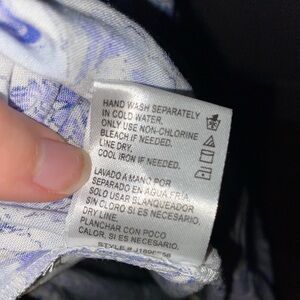 HAND WASH SEPARATELY
IN COLD WATER.
ONLY USE NON-CHLORINE
BLEACH IF NEEDED.
LINE DRY.
COOL IRON IF NEEDED.
LAVADO A MANO POR
SEPARADO EN AGUA FRIA
SOLO USAR BLANQUEADOR
SIN CLORO SI ES NECESARIO.
DRY LINE.
PLANCHAR CON POCO
CALOR, SI ES NECESARIO.
STYLE #